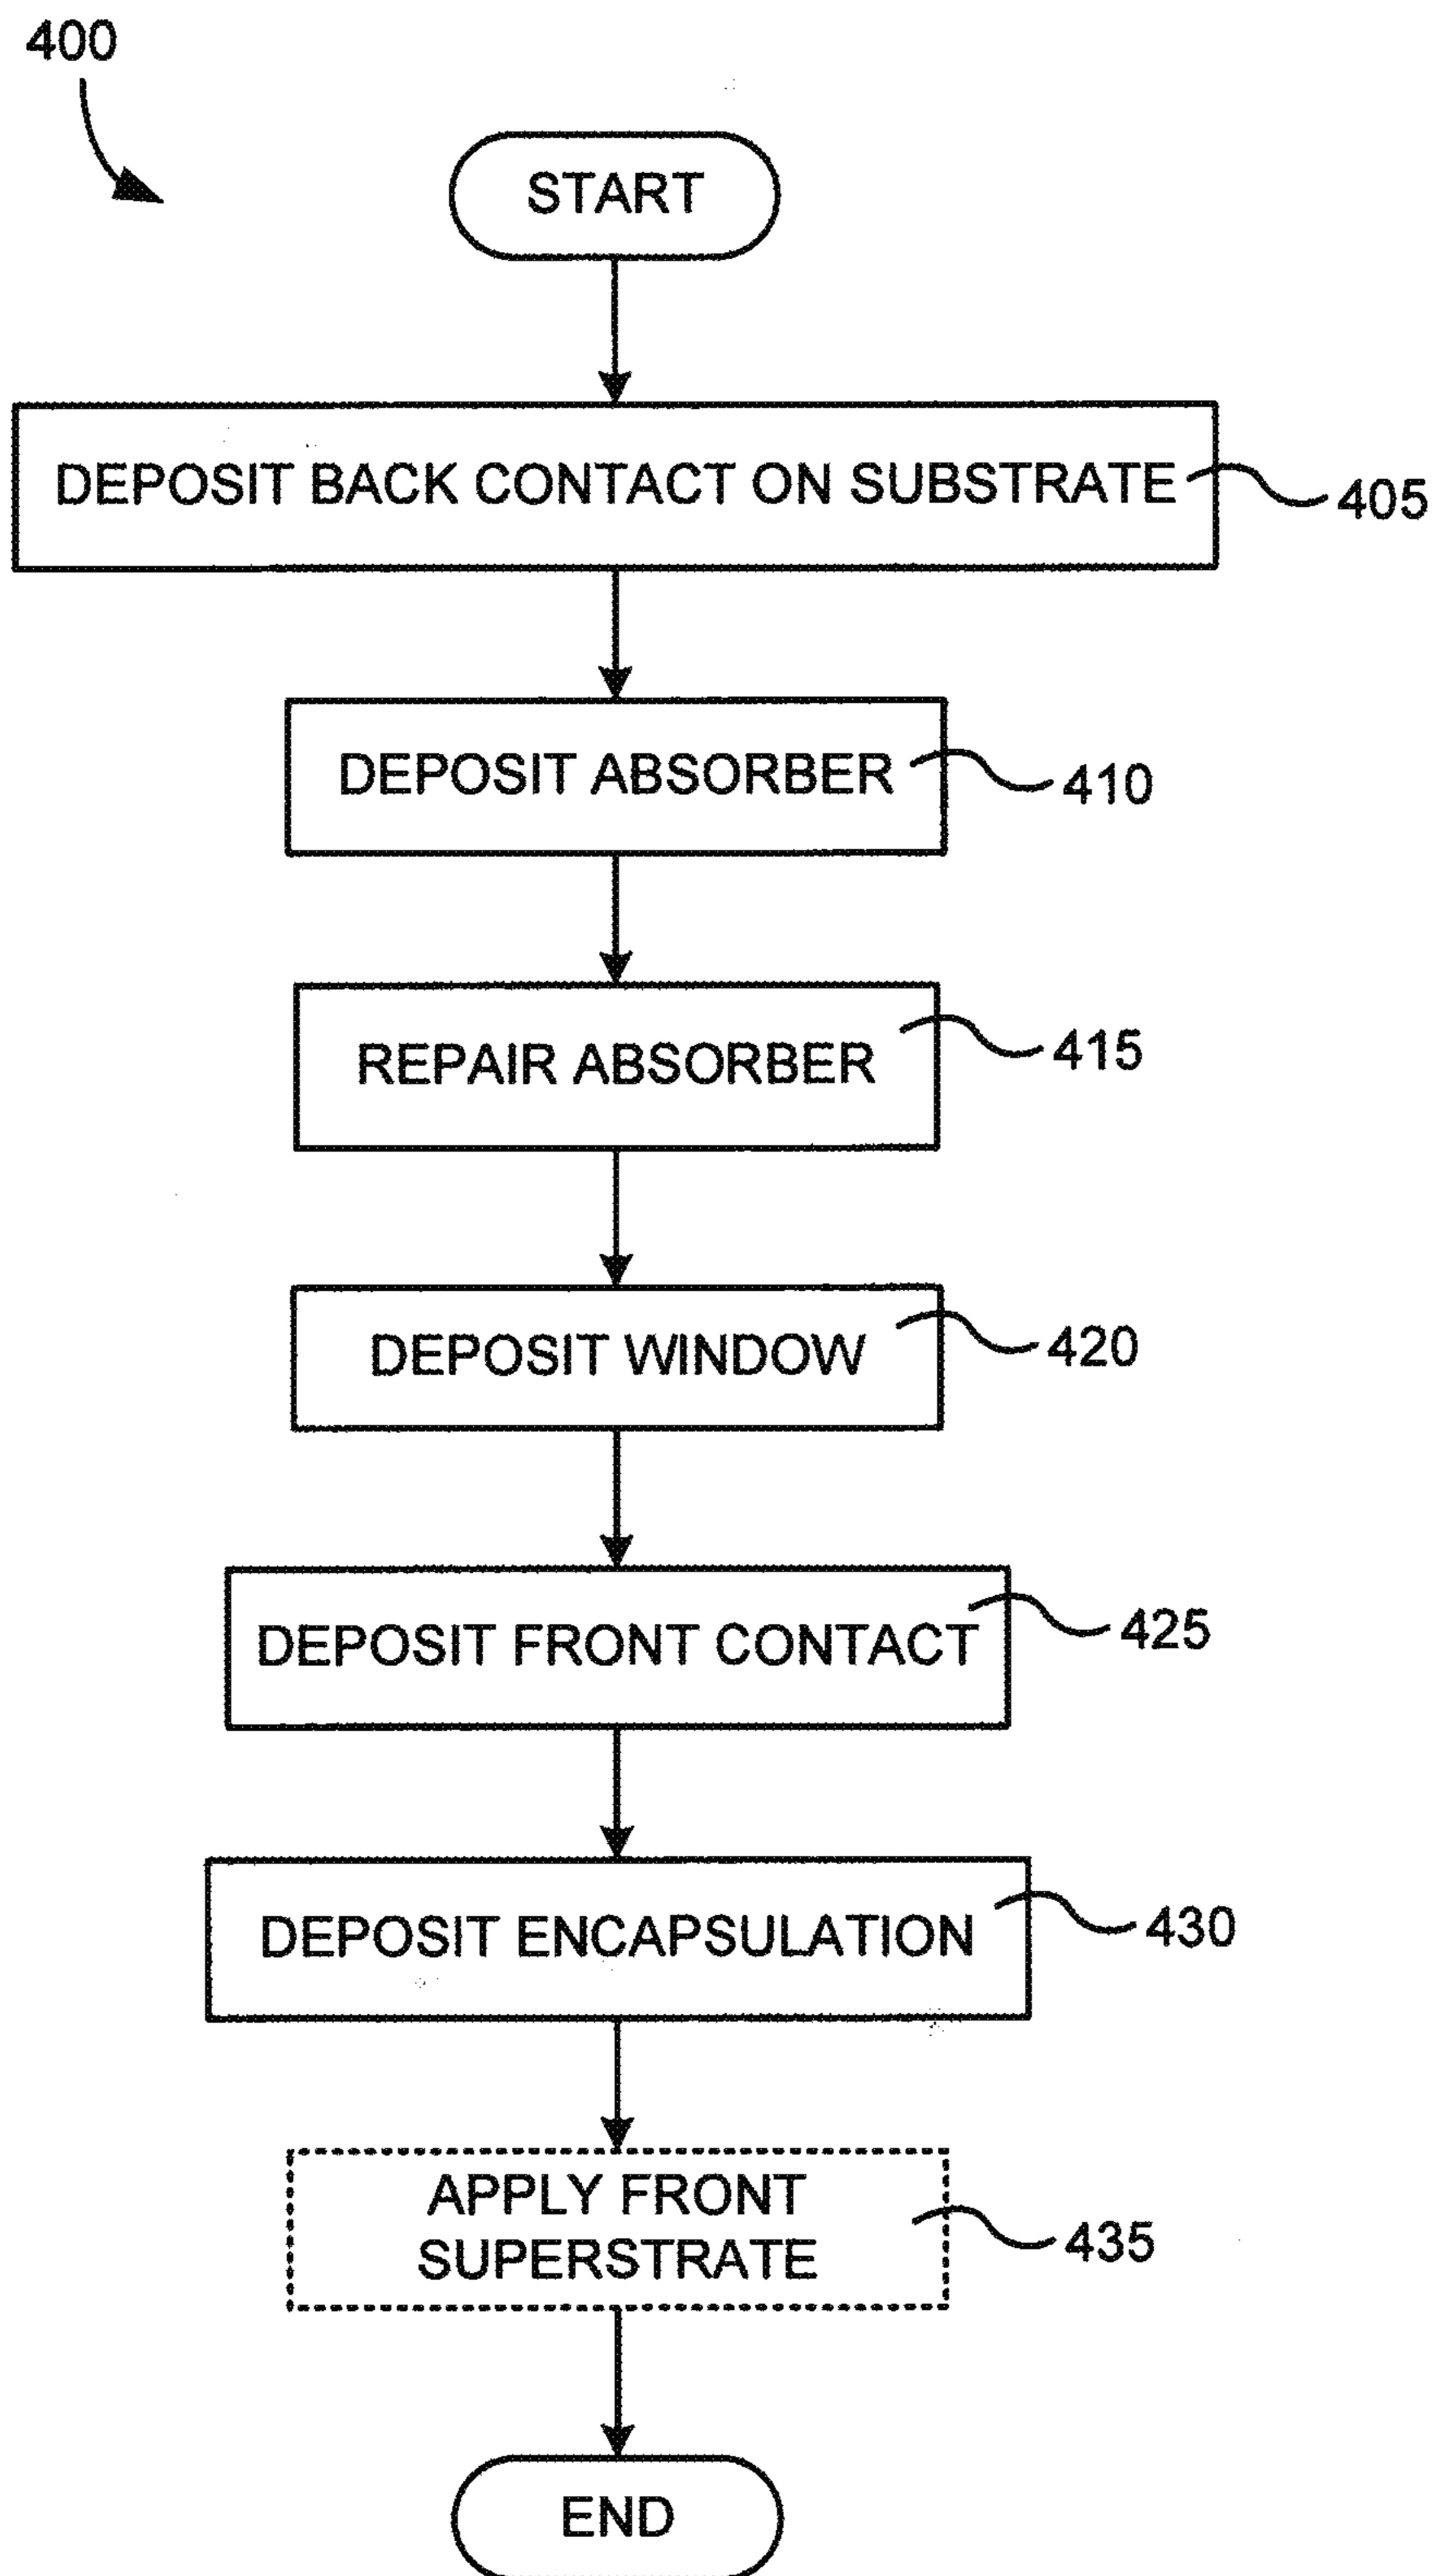 400
START
DEPOSIT BACK CONTACT ON SUBSTRATE
405
DEPOSIT ABSORBER
410
REPAIR ABSORBER
415
DEPOSIT WINDOW
420
DEPOSIT FRONT CONTACT
425
DEPOSIT ENCAPSULATION
430
APPLY FRONT
SUPERSTRATE
435
END